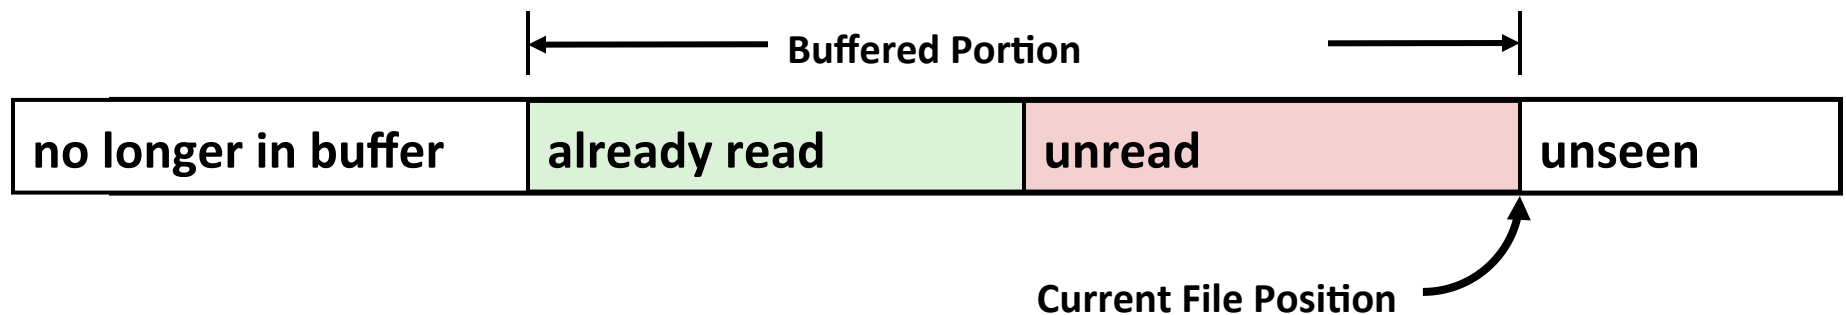 Buffered Portion
no longer in buffer
already read
unread
unseen
Current File Position